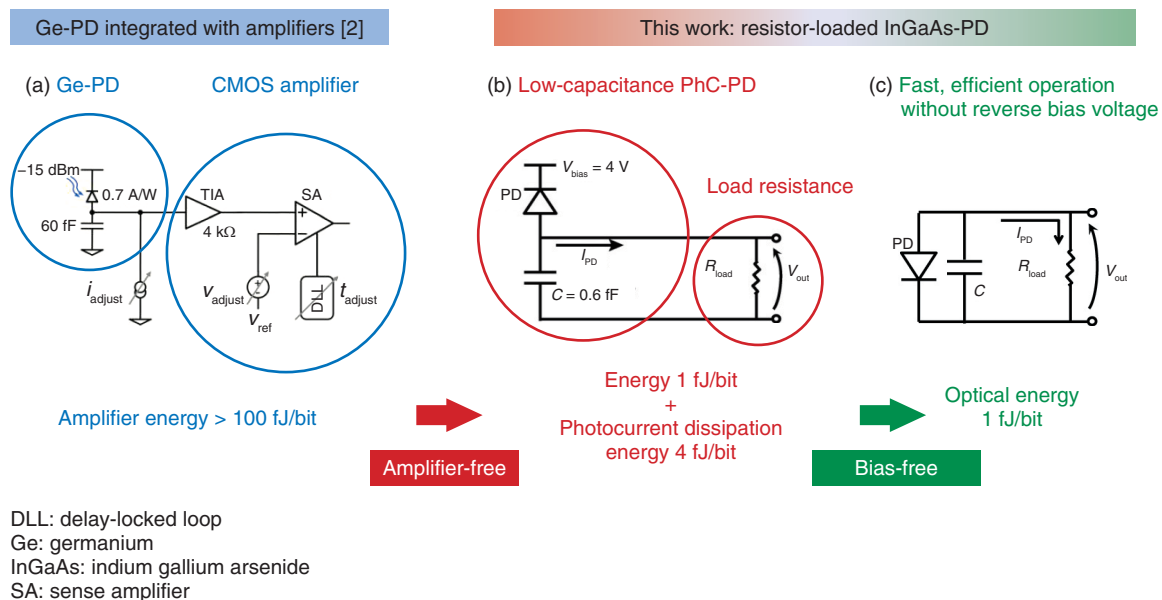 Ge-PD integrated with amplifiers [2]
This work: resistor-loaded InGaAs-PD
(a) Ge-PD
CMOS amplifier
–15 dBm
0.7 A/W
60 fF
i adjust
TIA
4 kΩ
SA
+
–
v adjust
+
–
v ref
DLL
t adjust
(b) Low-capacitance PhC-PD
V bias = 4 V
PD
I PD
C = 0.6 fF
Load resistance
R load
V out
(c) Fast, efficient operation
without reverse bias voltage
PD
C
I PD
R load
V out
Amplifier energy > 100 fJ/bit
Amplifier-free
Energy 1 fJ/bit
+
Photocurrent dissipation
energy 4 fJ/bit
Bias-free
Optical energy
1 fJ/bit
DLL: delay-locked loop
Ge: germanium
InGaAs: indium gallium arsenide
SA: sense amplifier